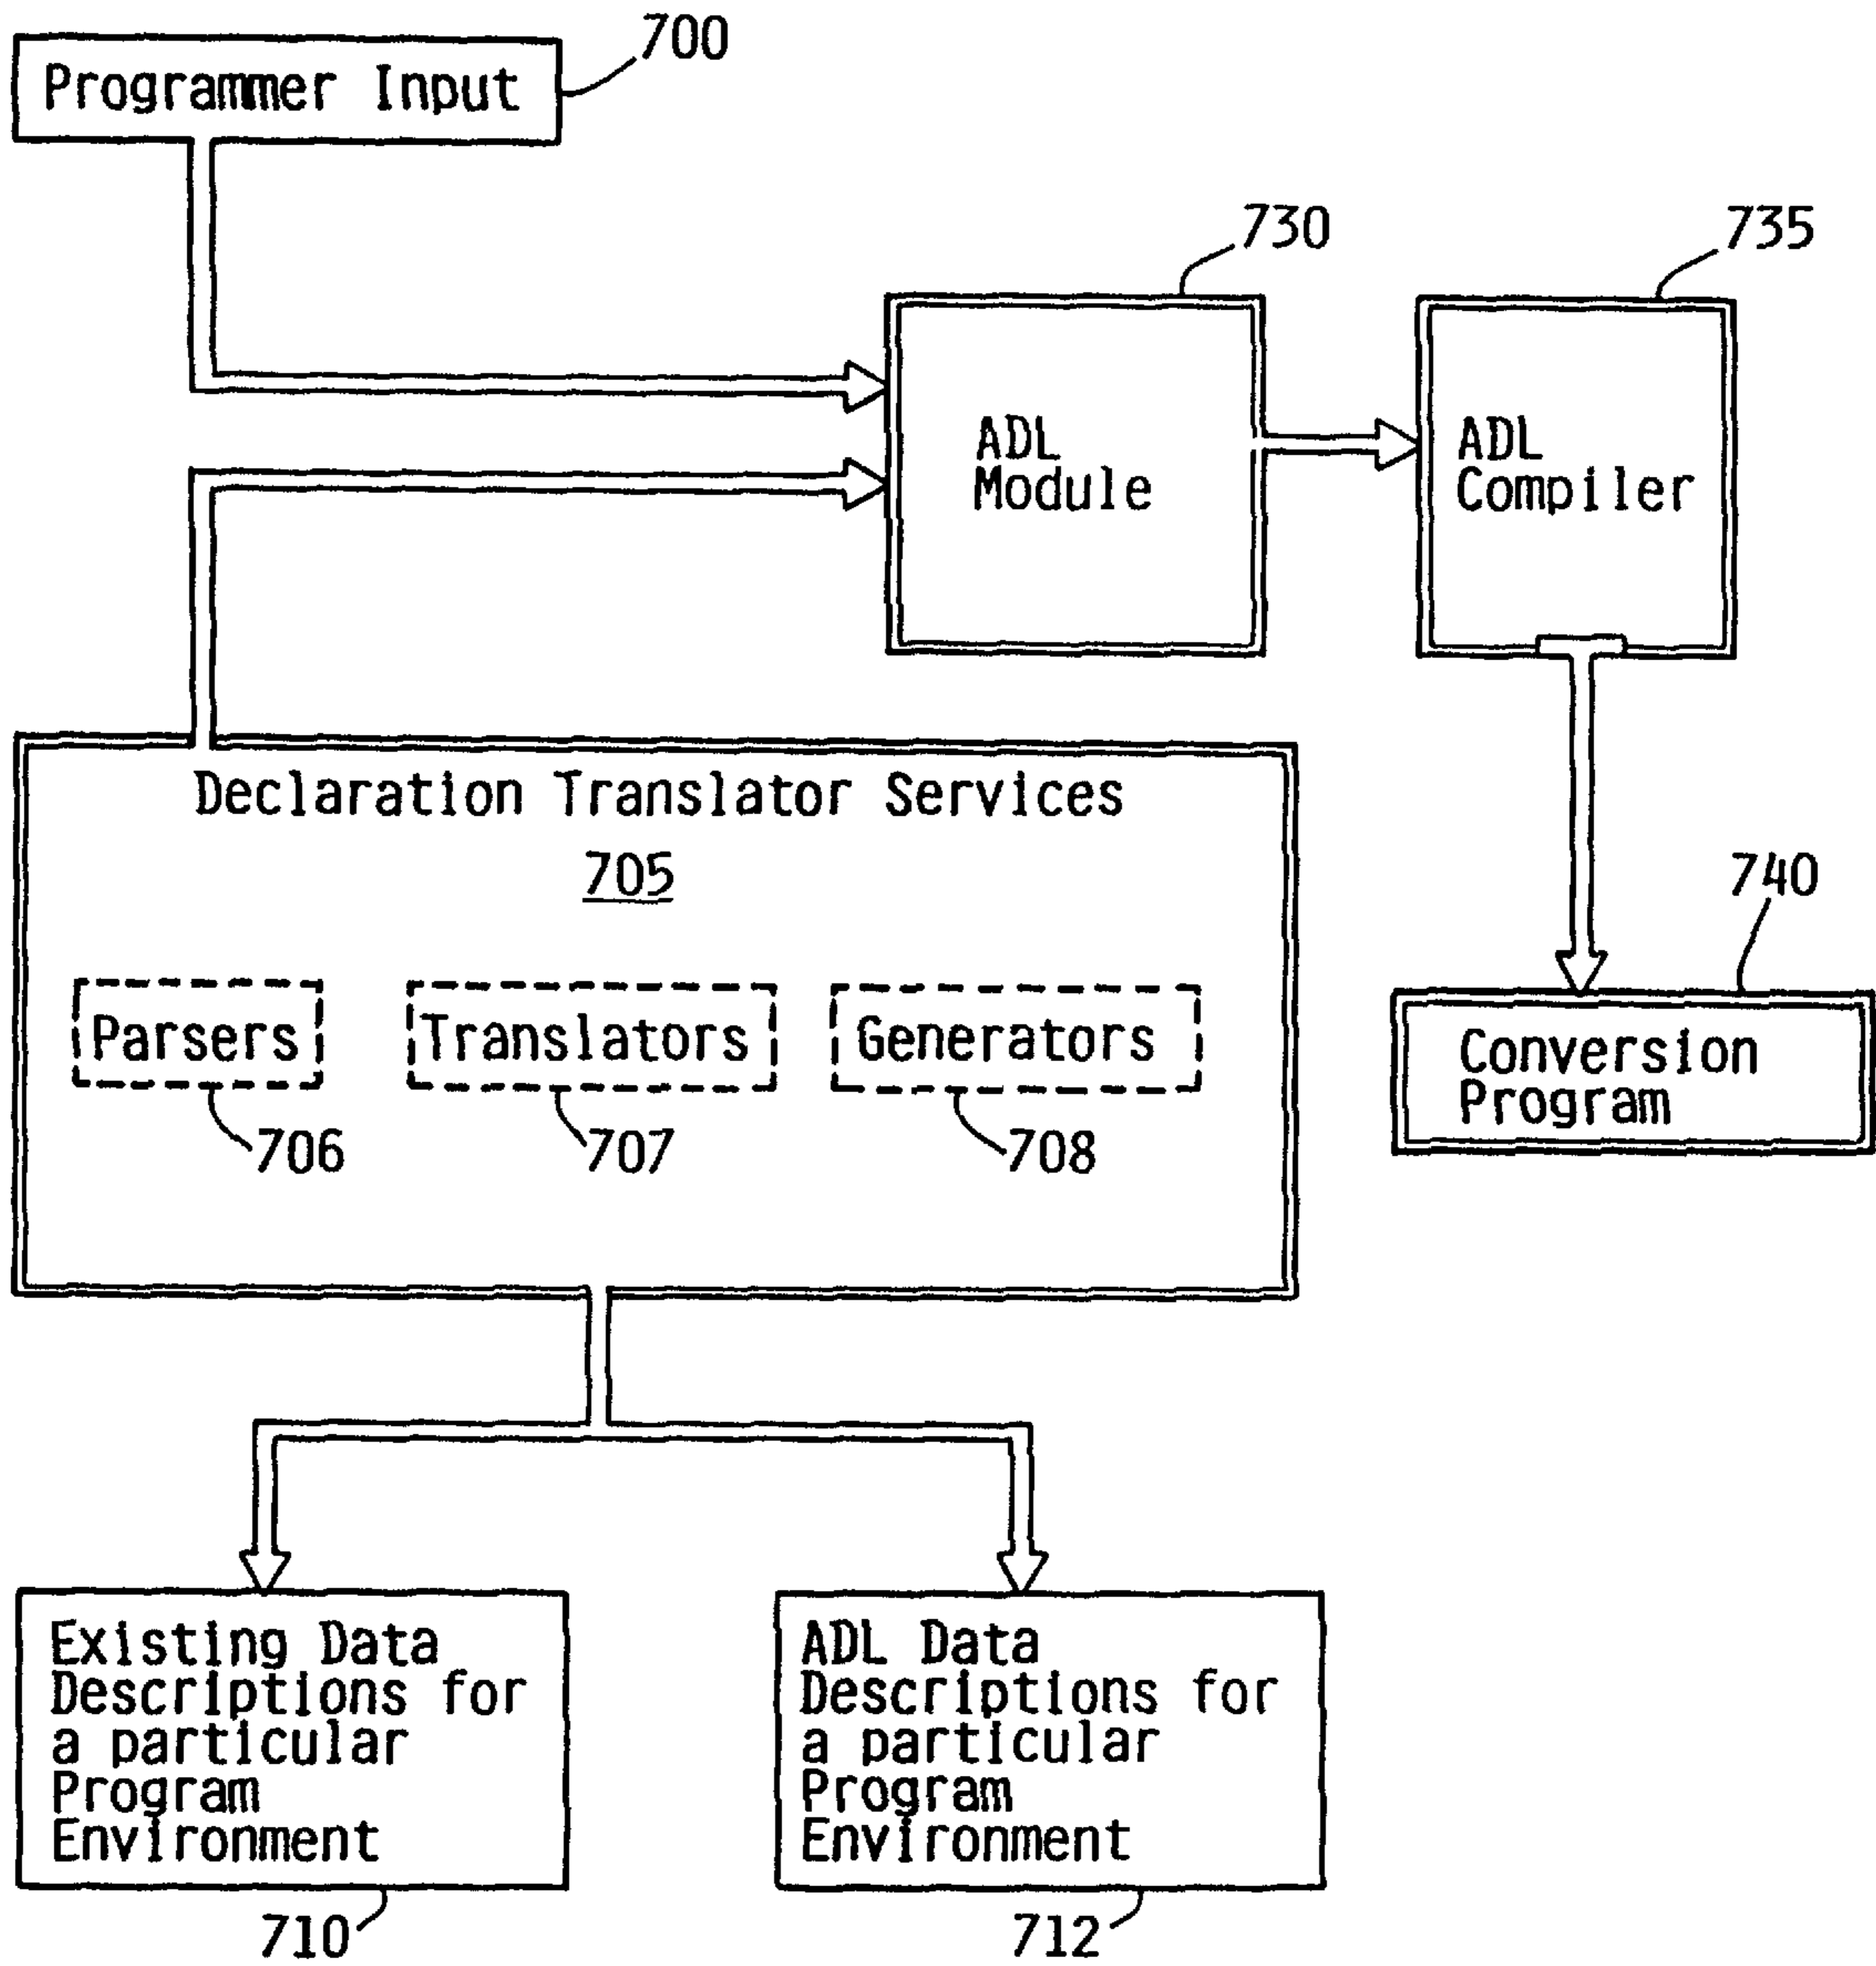 700
Programmer Input
730
735
ADL
Module
ADL
Compiler
Declaration Translator Services
705
740
Parsers
Translators
Generators
Conversion
Program
706
707
708
Existing Data
Descriptions for
a particular
Program
Environment
ADL Data
Descriptions for
a particular
Program
Environment
710
712